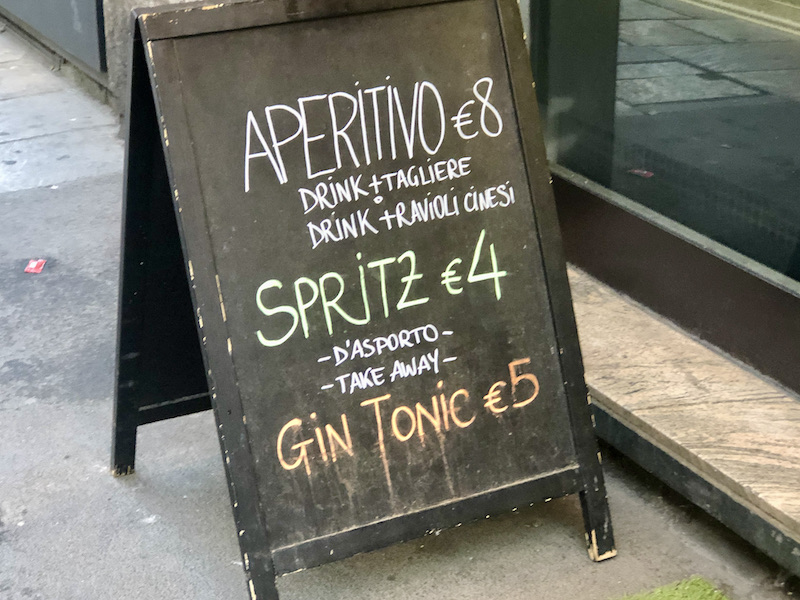 APERITIVO €8
DRINK + TAGLIERE
o
DRINK + RAVIOLI CINESI
SPRITZ €4
-D'ASPORTO-
-TAKE AWAY-
GIN TONIC €5